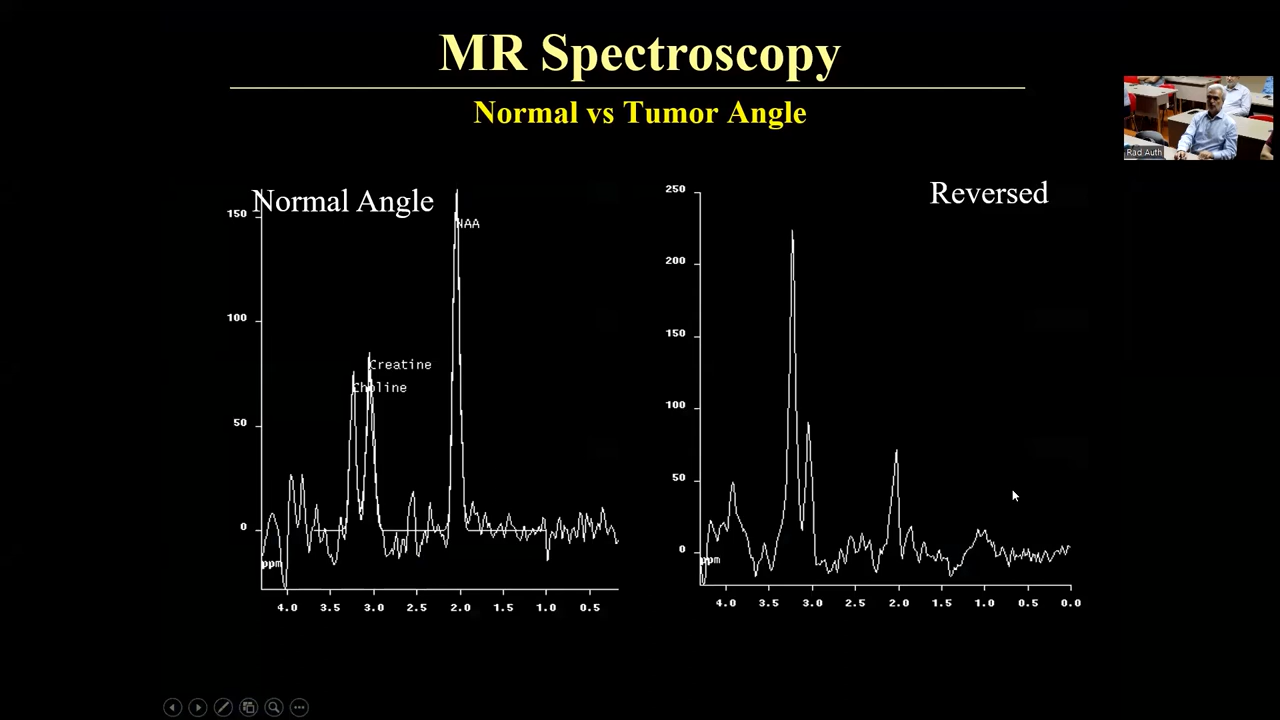 MR Spectroscopy
Normal vs Tumor Angle
Rad Auth
Normal Angle
150
NAA
100
Creatine
Choline
50
0
ppm
4.0 3.5 3.0 2.5 2.0 1.5 1.0 0.5
Reversed
250
200
150
100
50
0
ppm
4.0 3.5 3.0 2.5 2.0 1.5 1.0 0.5 0.0